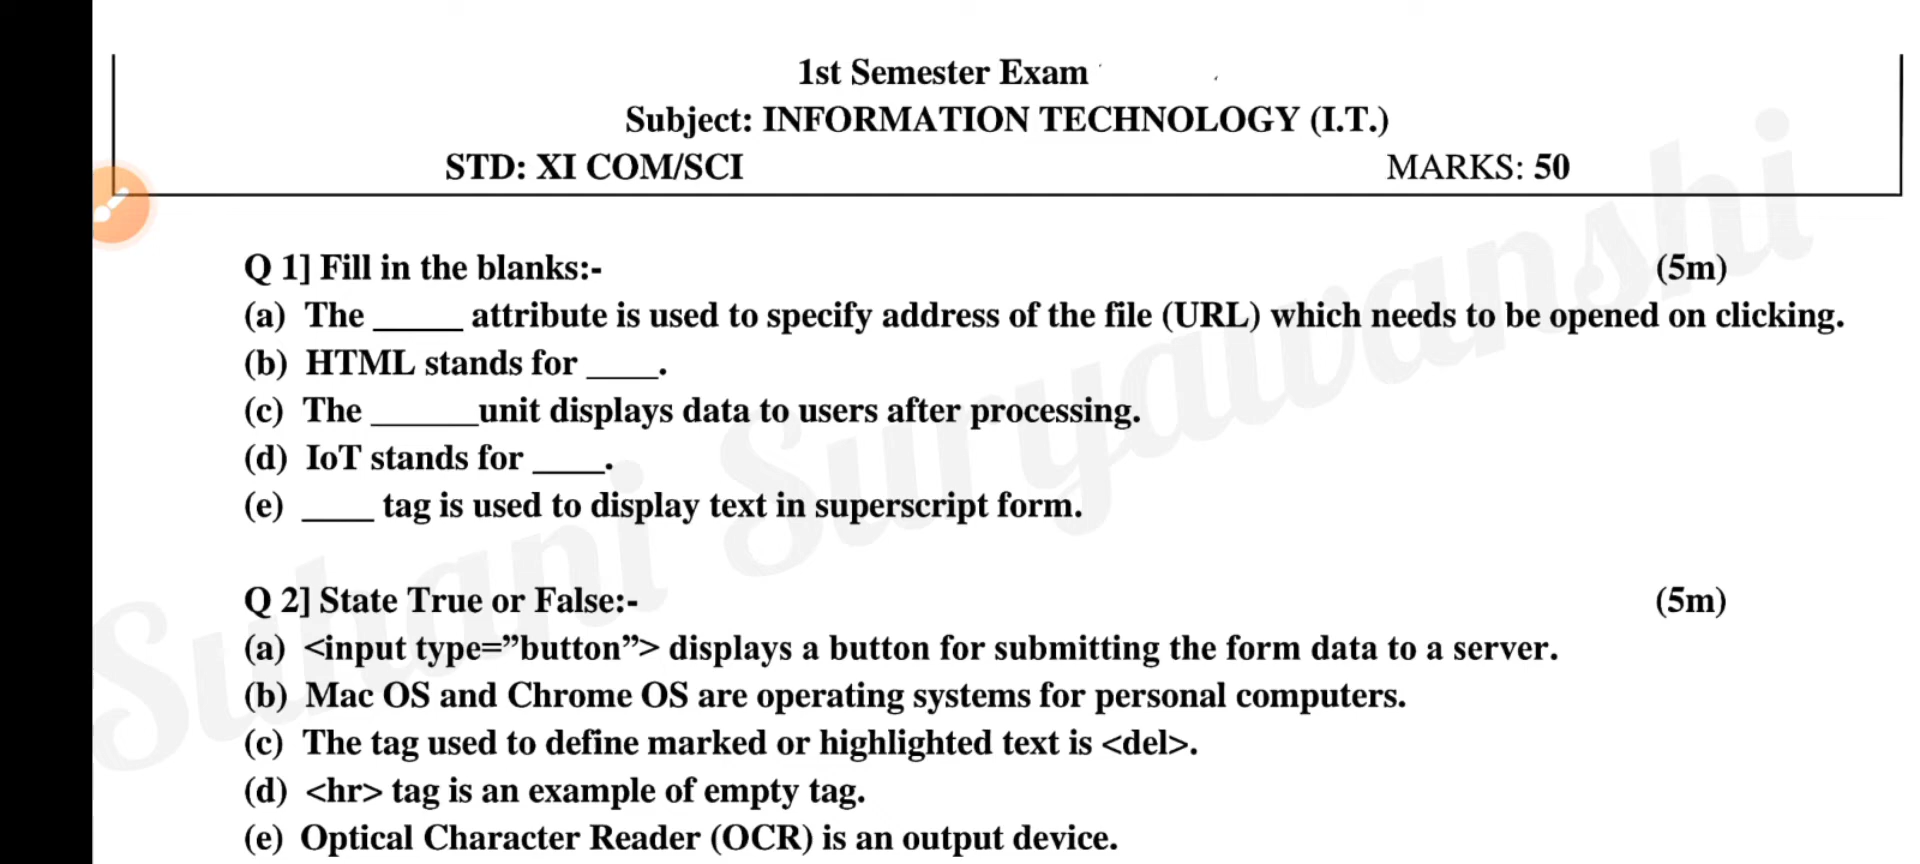 1st Semester Exam
Subject: INFORMATION TECHNOLOGY (I.T.)
STD: XI COM/SCI MARKS: 50
Q 1] Fill in the blanks:- (5m)
(a) The _____ attribute is used to specify address of the file (URL) which needs to be opened on clicking.
(b) HTML stands for ____.
(c) The ______unit displays data to users after processing.
(d) IoT stands for ____.
(e) ____ tag is used to display text in superscript form.
Q 2] State True or False:- (5m)
(a) <input type=”button”> displays a button for submitting the form data to a server.
(b) Mac OS and Chrome OS are operating systems for personal computers.
(c) The tag used to define marked or highlighted text is <del>.
(d) <hr> tag is an example of empty tag.
(e) Optical Character Reader (OCR) is an output device.
Suhani Suryawanshi